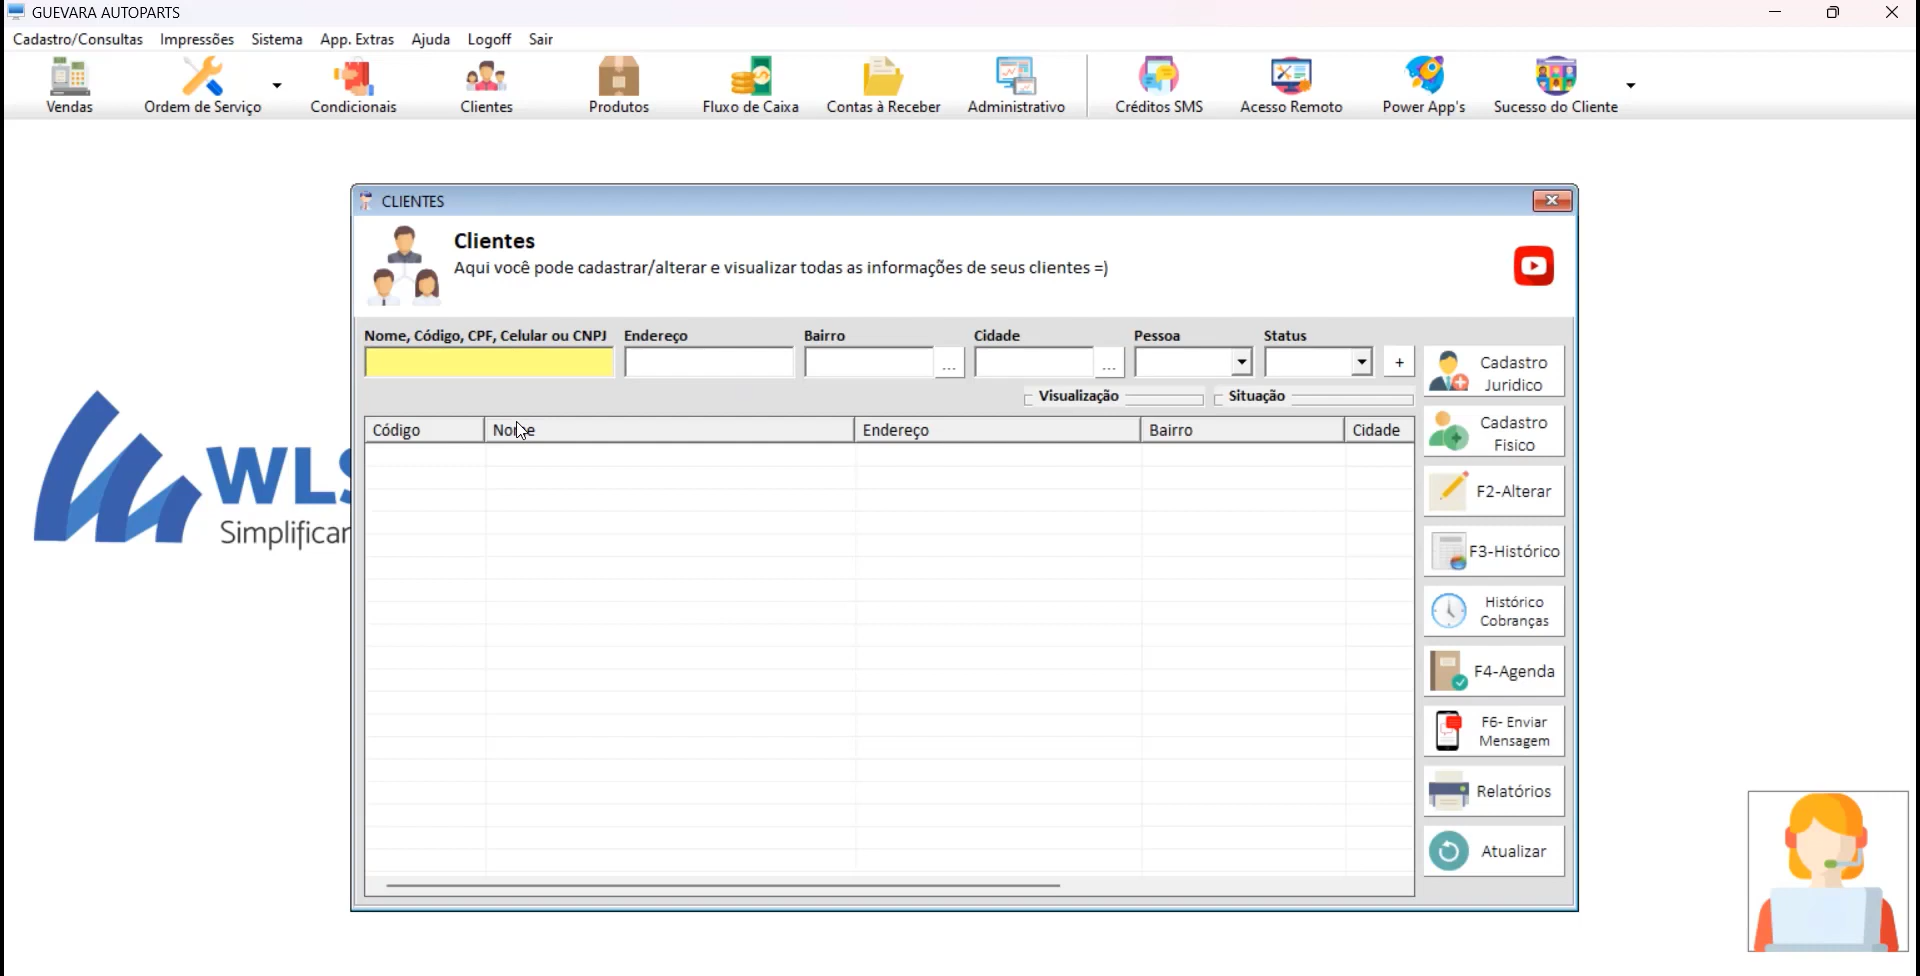 GUEVARA AUTOPARTS
Cadastro/Consultas Impressões Sistema App. Extras Ajuda Logoff Sair
Vendas Ordem de Serviço Condicionais Clientes Produtos Fluxo de Caixa Contas à Receber Administrativo Créditos SMS Acesso Remoto Power App's Sucesso do Cliente
CLIENTES
Clientes
Aqui você pode cadastrar/alterar e visualizar todas as informações de seus clientes =)
Nome, Código, CPF, Celular ou CNPJ Endereço Bairro Cidade Pessoa Status
... ... +
Visualização Situação
Código Nome Endereço Bairro Cidade
Cadastro
Juridico
Cadastro
Fisico
F2-Alterar
F3-Histórico
Histórico
Cobranças
F4-Agenda
F6- Enviar
Mensagem
Relatórios
Atualizar
WLS
Simplificar